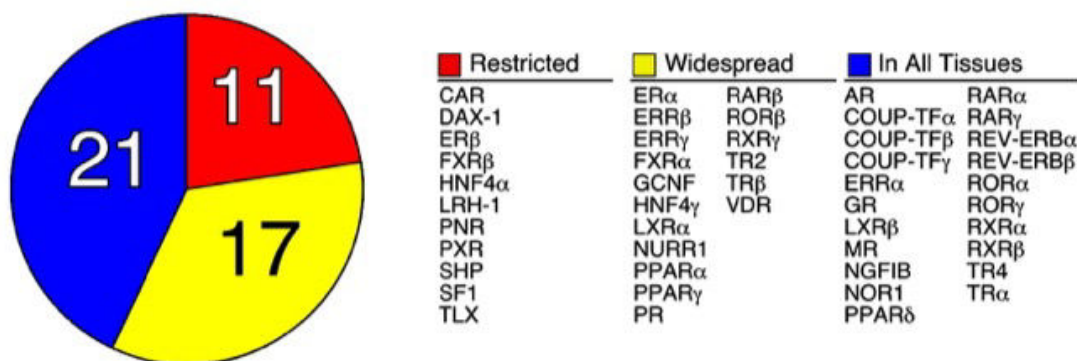 11
21
17
Restricted
CAR
DAX-1
ERβ
FXRβ
HNF4α
LRH-1
PNR
PXR
SHP
SF1
TLX
Widespread
ERα
ERRβ
ERRγ
FXRα
GCNF
HNF4γ
LXRα
NURR1
PPARα
PPARγ
PR
RARβ
RORβ
RXRγ
TR2
TRβ
VDR
In All Tissues
AR
COUP-TFα
COUP-TFβ
COUP-TFγ
ERRα
GR
LXRβ
MR
NGFIB
NOR1
PPARδ
RARα
RARγ
REV-ERBα
REV-ERBβ
RORα
RORγ
RXRα
RXRβ
TR4
TRα